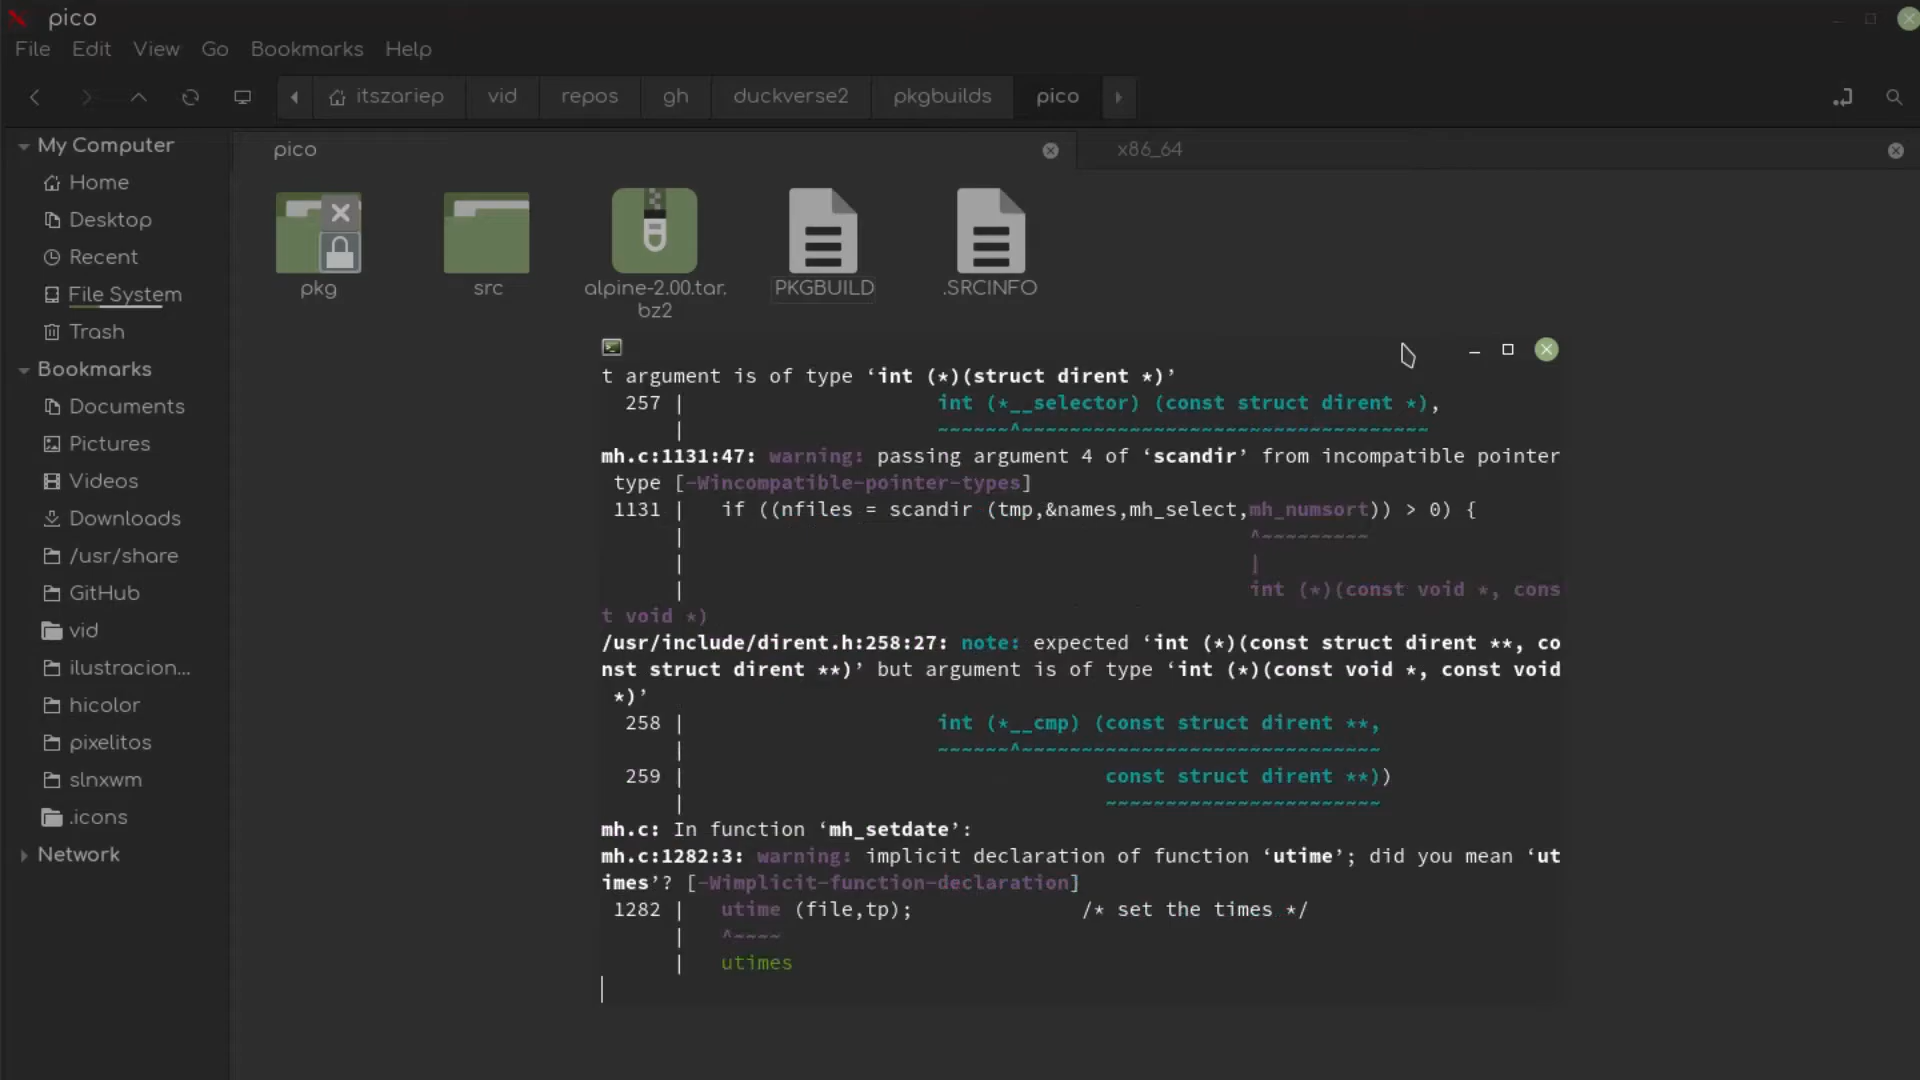 pico
File Edit View Go Bookmarks Help
itszariep vid repos gh duckverse2 pkgbuilds pico
My Computer
Home
Desktop
Recent
File System
Trash
Bookmarks
Documents
Pictures
Videos
Downloads
/usr/share
GitHub
vid
ilustracion...
hicolor
pixelitos
slnxwm
.icons
Network
pico x86_64
pkg
src
alpine-2.00.tar.
bz2
PKGBUILD
.SRCINFO
t argument is of type ‘int (*)(struct dirent *)’
257 | int (*__selector) (const struct dirent *),
| ~~~~~~^~~~~~~~~~~~~~~~~~~~~~~~~~~~~~~~~~~
mh.c:1131:47: warning: passing argument 4 of ‘scandir’ from incompatible pointer
type [-Wincompatible-pointer-types]
1131 | if ((nfiles = scandir (tmp,&names,mh_select,mh_numsort)) > 0) {
| ^~~~~~~~~~
| |
| int (*)(const void *, cons
t void *)
/usr/include/dirent.h:258:27: note: expected ‘int (*)(const struct dirent **, co
nst struct dirent **)’ but argument is of type ‘int (*)(const void *, const void
*)’
258 | int (*__cmp) (const struct dirent **,
| ~~~~~~^~~~~~~~~~~~~~~~~~~~~~~~~~~~~~~
259 | const struct dirent **))
| ~~~~~~~~~~~~~~~~~~~~~~~
mh.c: In function ‘mh_setdate’:
mh.c:1282:3: warning: implicit declaration of function ‘utime’; did you mean ‘ut
imes’? [-Wimplicit-function-declaration]
1282 | utime (file,tp); /* set the times */
| ^~~~~
| utimes